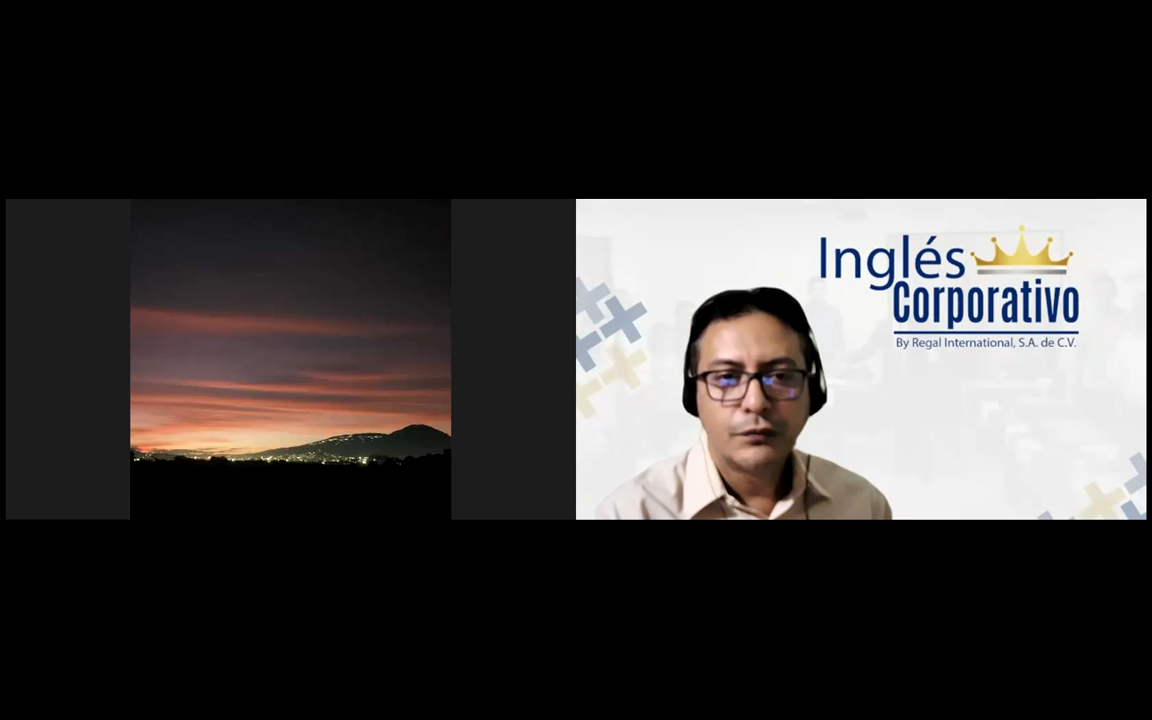 Inglés
Corporativo
By Regal International, S.A. de C.V.